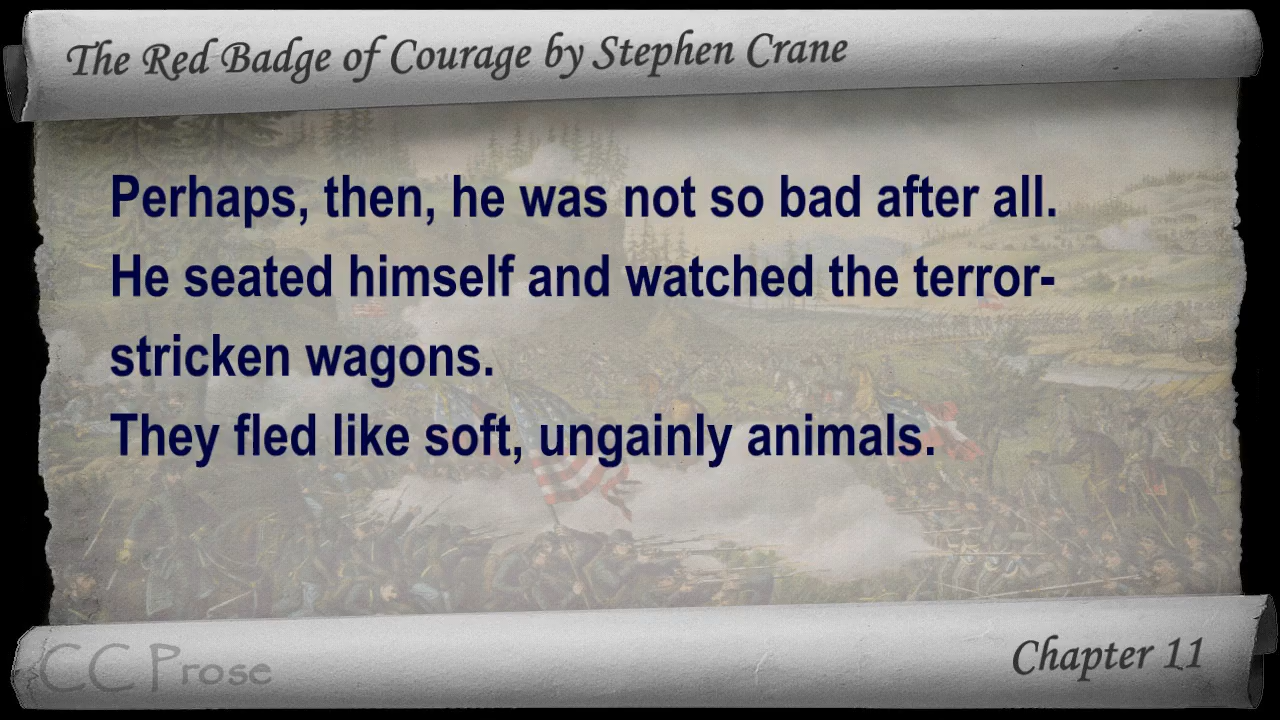 The Red Badge of Courage by Stephen Crane
Perhaps, then, he was not so bad after all.
He seated himself and watched the terror-
stricken wagons.
They fled like soft, ungainly animals.
CC Prose
Chapter 11